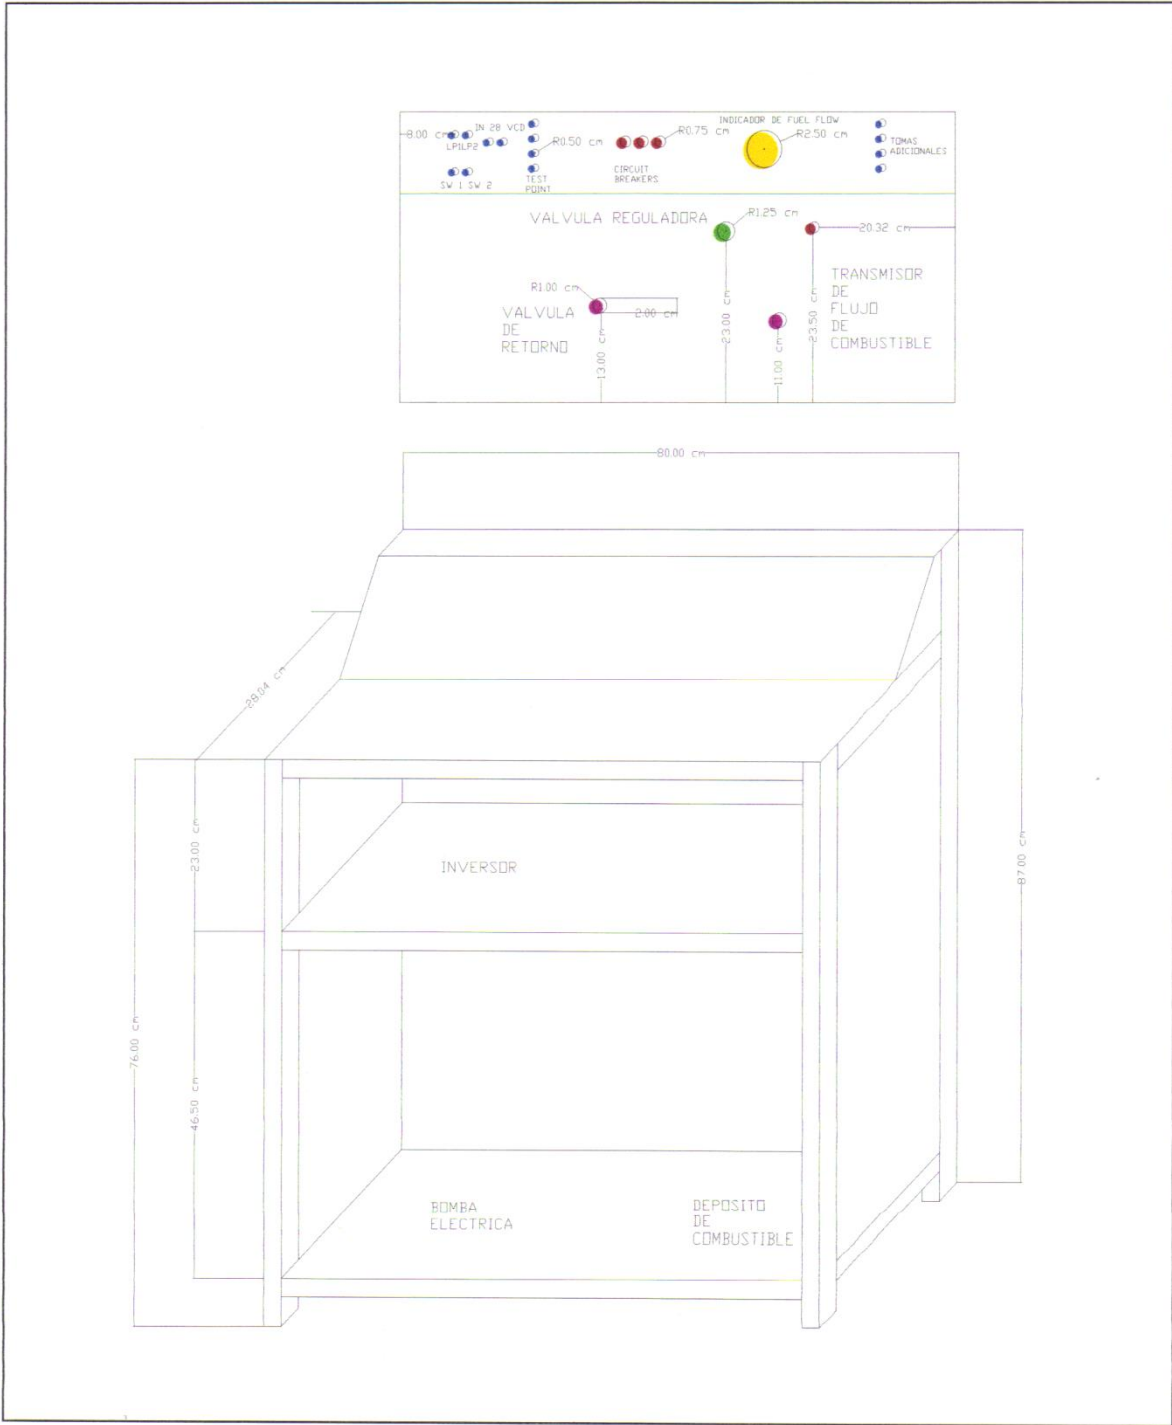 INDICADOR DE FUEL FLOW
8.00 cm
IN 28 VCD
R0.75 cm
R2.50 cm
LP1LP2
R0.50 cm
TOMAS
ADICIONALES
CIRCUIT
BREAKERS
SW 1 SW 2
TEST
POINT
VALVULA REGULADORA
R1.25 cm
20.32 cm
TRANSMISOR
DE
FLUJO
DE
COMBUSTIBLE
R1.00 cm
2.00 cm
VALVULA
DE
RETORNO
13.00 cm
23.00 cm
11.00 cm
23.50 cm
80.00 cm
28.04 cm
23.00 cm
87.00 cm
INVERSOR
76.00 cm
46.50 cm
BOMBA
ELECTRICA
DEPOSITO
DE
COMBUSTIBLE